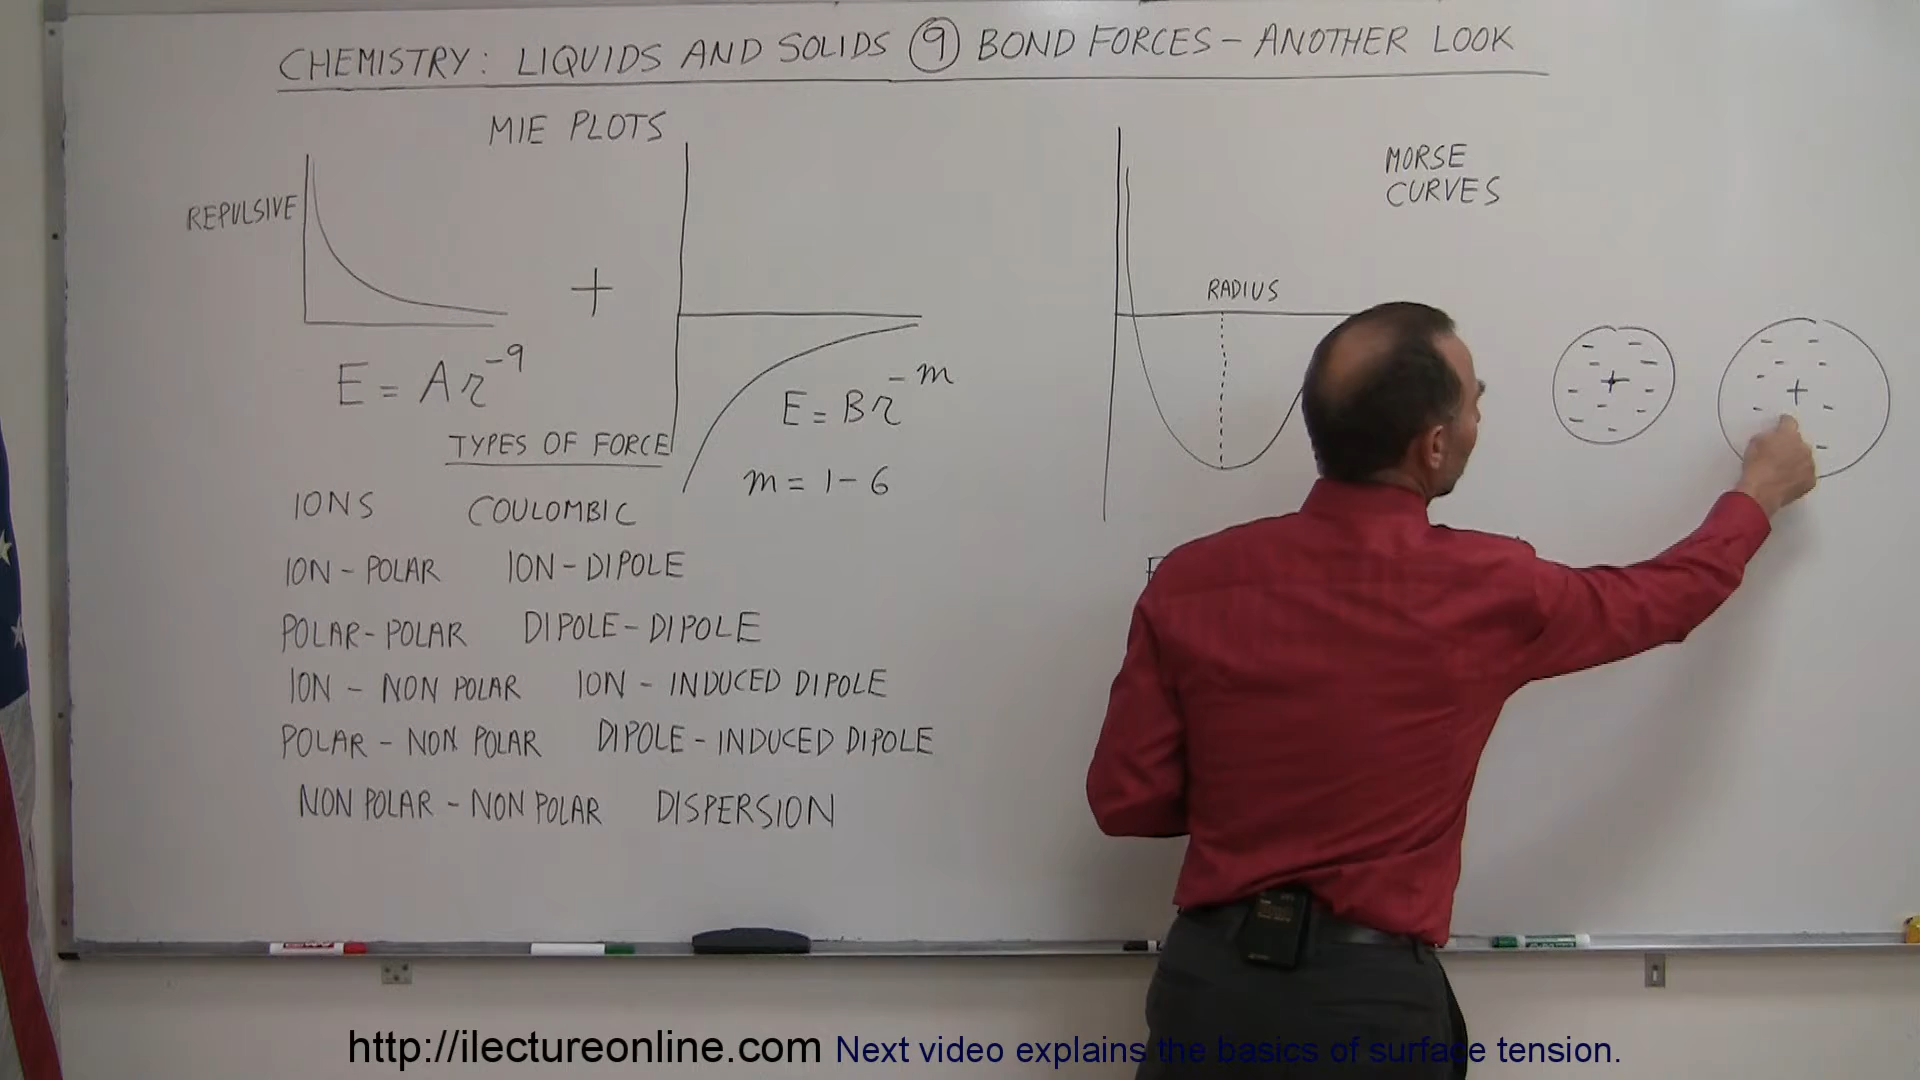 CHEMISTRY: LIQUIDS AND SOLIDS ⑨ BOND FORCES – ANOTHER LOOK
MIE PLOTS
REPULSIVE
+
E = Ar⁻⁹
E = Br⁻ᵐ
m = 1 – 6
MORSE
CURVES
RADIUS
TYPES OF FORCE
IONS COULOMBIC
ION – POLAR ION – DIPOLE
POLAR – POLAR DIPOLE – DIPOLE
ION – NON POLAR ION – INDUCED DIPOLE
POLAR – NON POLAR DIPOLE – INDUCED DIPOLE
NON POLAR – NON POLAR DISPERSION
http://ilectureonline.com Next video explains the basics of surface tension.